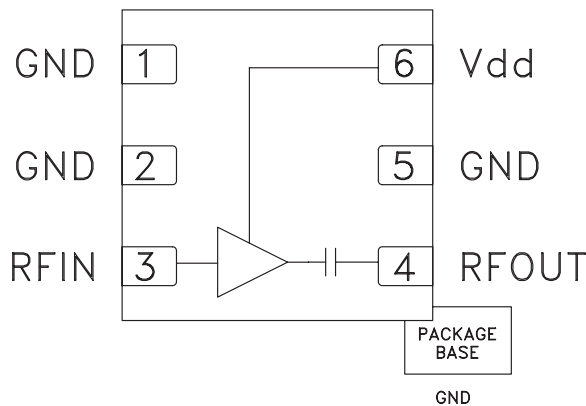 GND 1
6 Vdd
GND 2
5 GND
RFIN 3
4 RFOUT
PACKAGE
BASE
GND